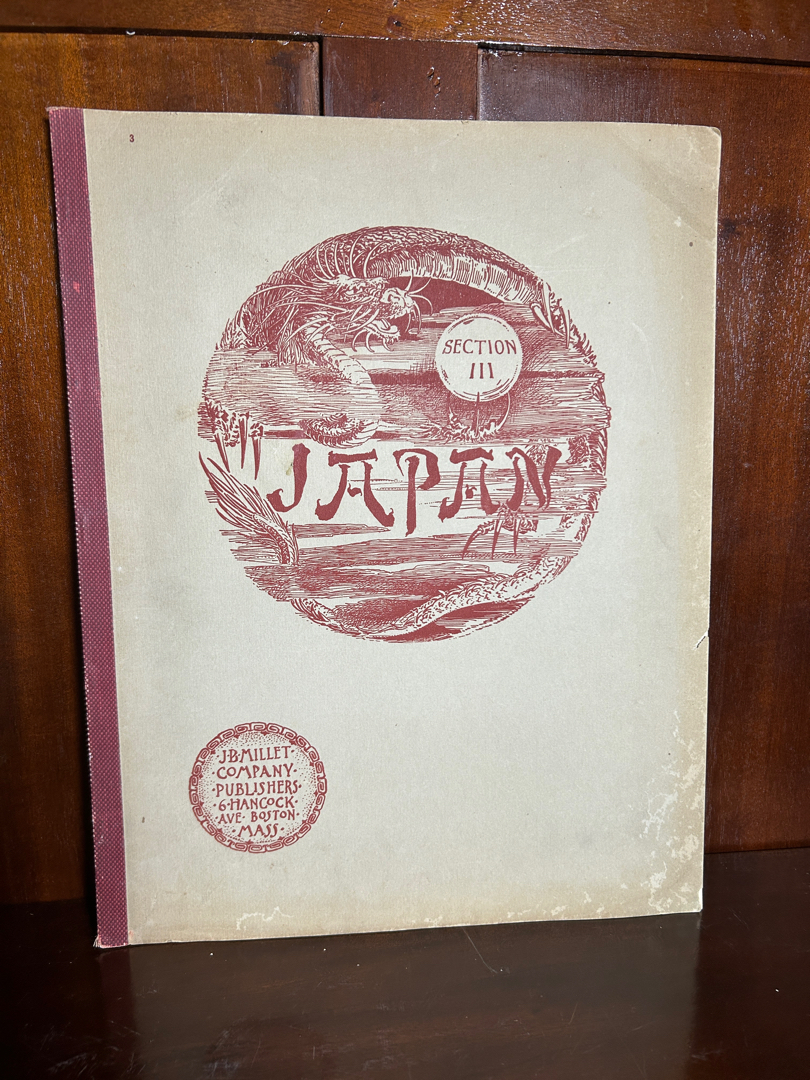 3
SECTION
III
JAPAN
·J·B·MILLET·
·COMPANY·
·PUBLISHERS·
·6·HANCOCK·
·AVE· BOSTON·
·MASS·